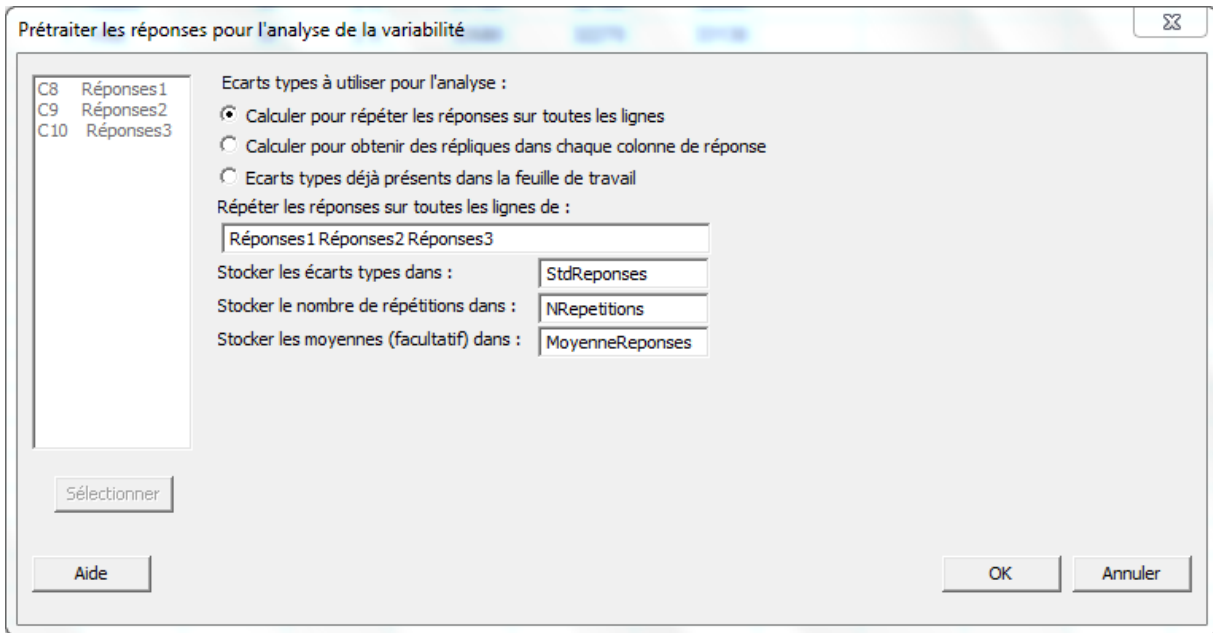 Prétraiter les réponses pour l'analyse de la variabilité
C8 Réponses1
C9 Réponses2
C10 Réponses3
Ecarts types à utiliser pour l'analyse :
Calculer pour répéter les réponses sur toutes les lignes
Calculer pour obtenir des répliques dans chaque colonne de réponse
Ecarts types déjà présents dans la feuille de travail
Répéter les réponses sur toutes les lignes de :
Réponses1 Réponses2 Réponses3
Stocker les écarts types dans : StdReponses
Stocker le nombre de répétitions dans : NRepetitions
Stocker les moyennes (facultatif) dans : MoyenneReponses
Sélectionner
Aide OK Annuler